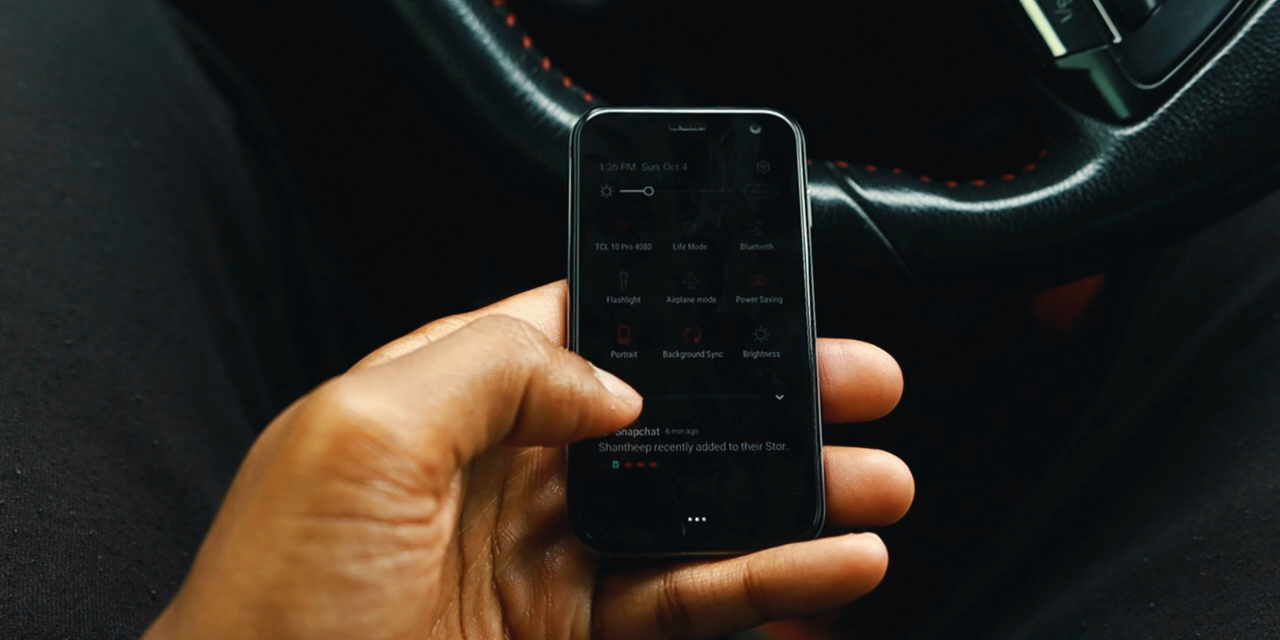 1:36 PM Sun, Oct 4
TCL 10 Pro 4080 Life Mode Bluetooth
Flashlight Airplane mode Power Saving
Portrait Background Sync Brightness
Snapchat 6 min ago
Shantheep recently added to their Stor..